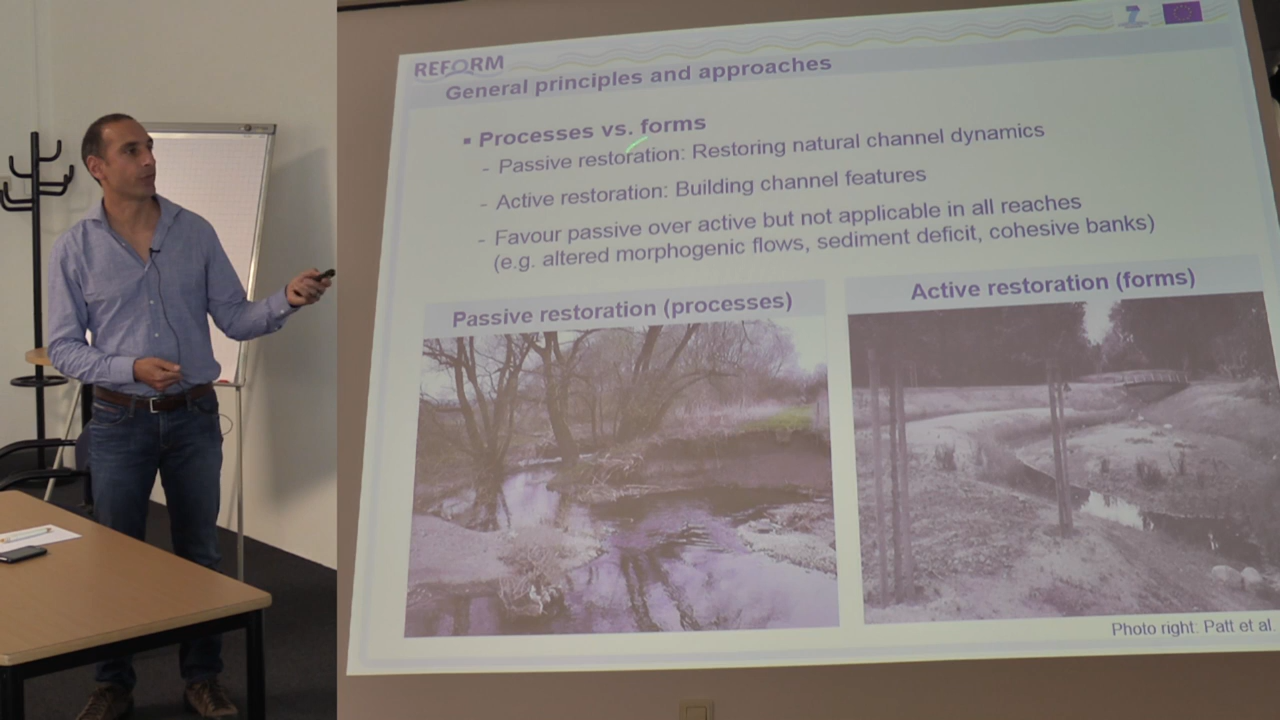 REFORM
General principles and approaches
▪ Processes vs. forms
- Passive restoration: Restoring natural channel dynamics
- Active restoration: Building channel features
- Favour passive over active but not applicable in all reaches
(e.g. altered morphogenic flows, sediment deficit, cohesive banks)
Passive restoration (processes)
Active restoration (forms)
Photo right: Patt et al.